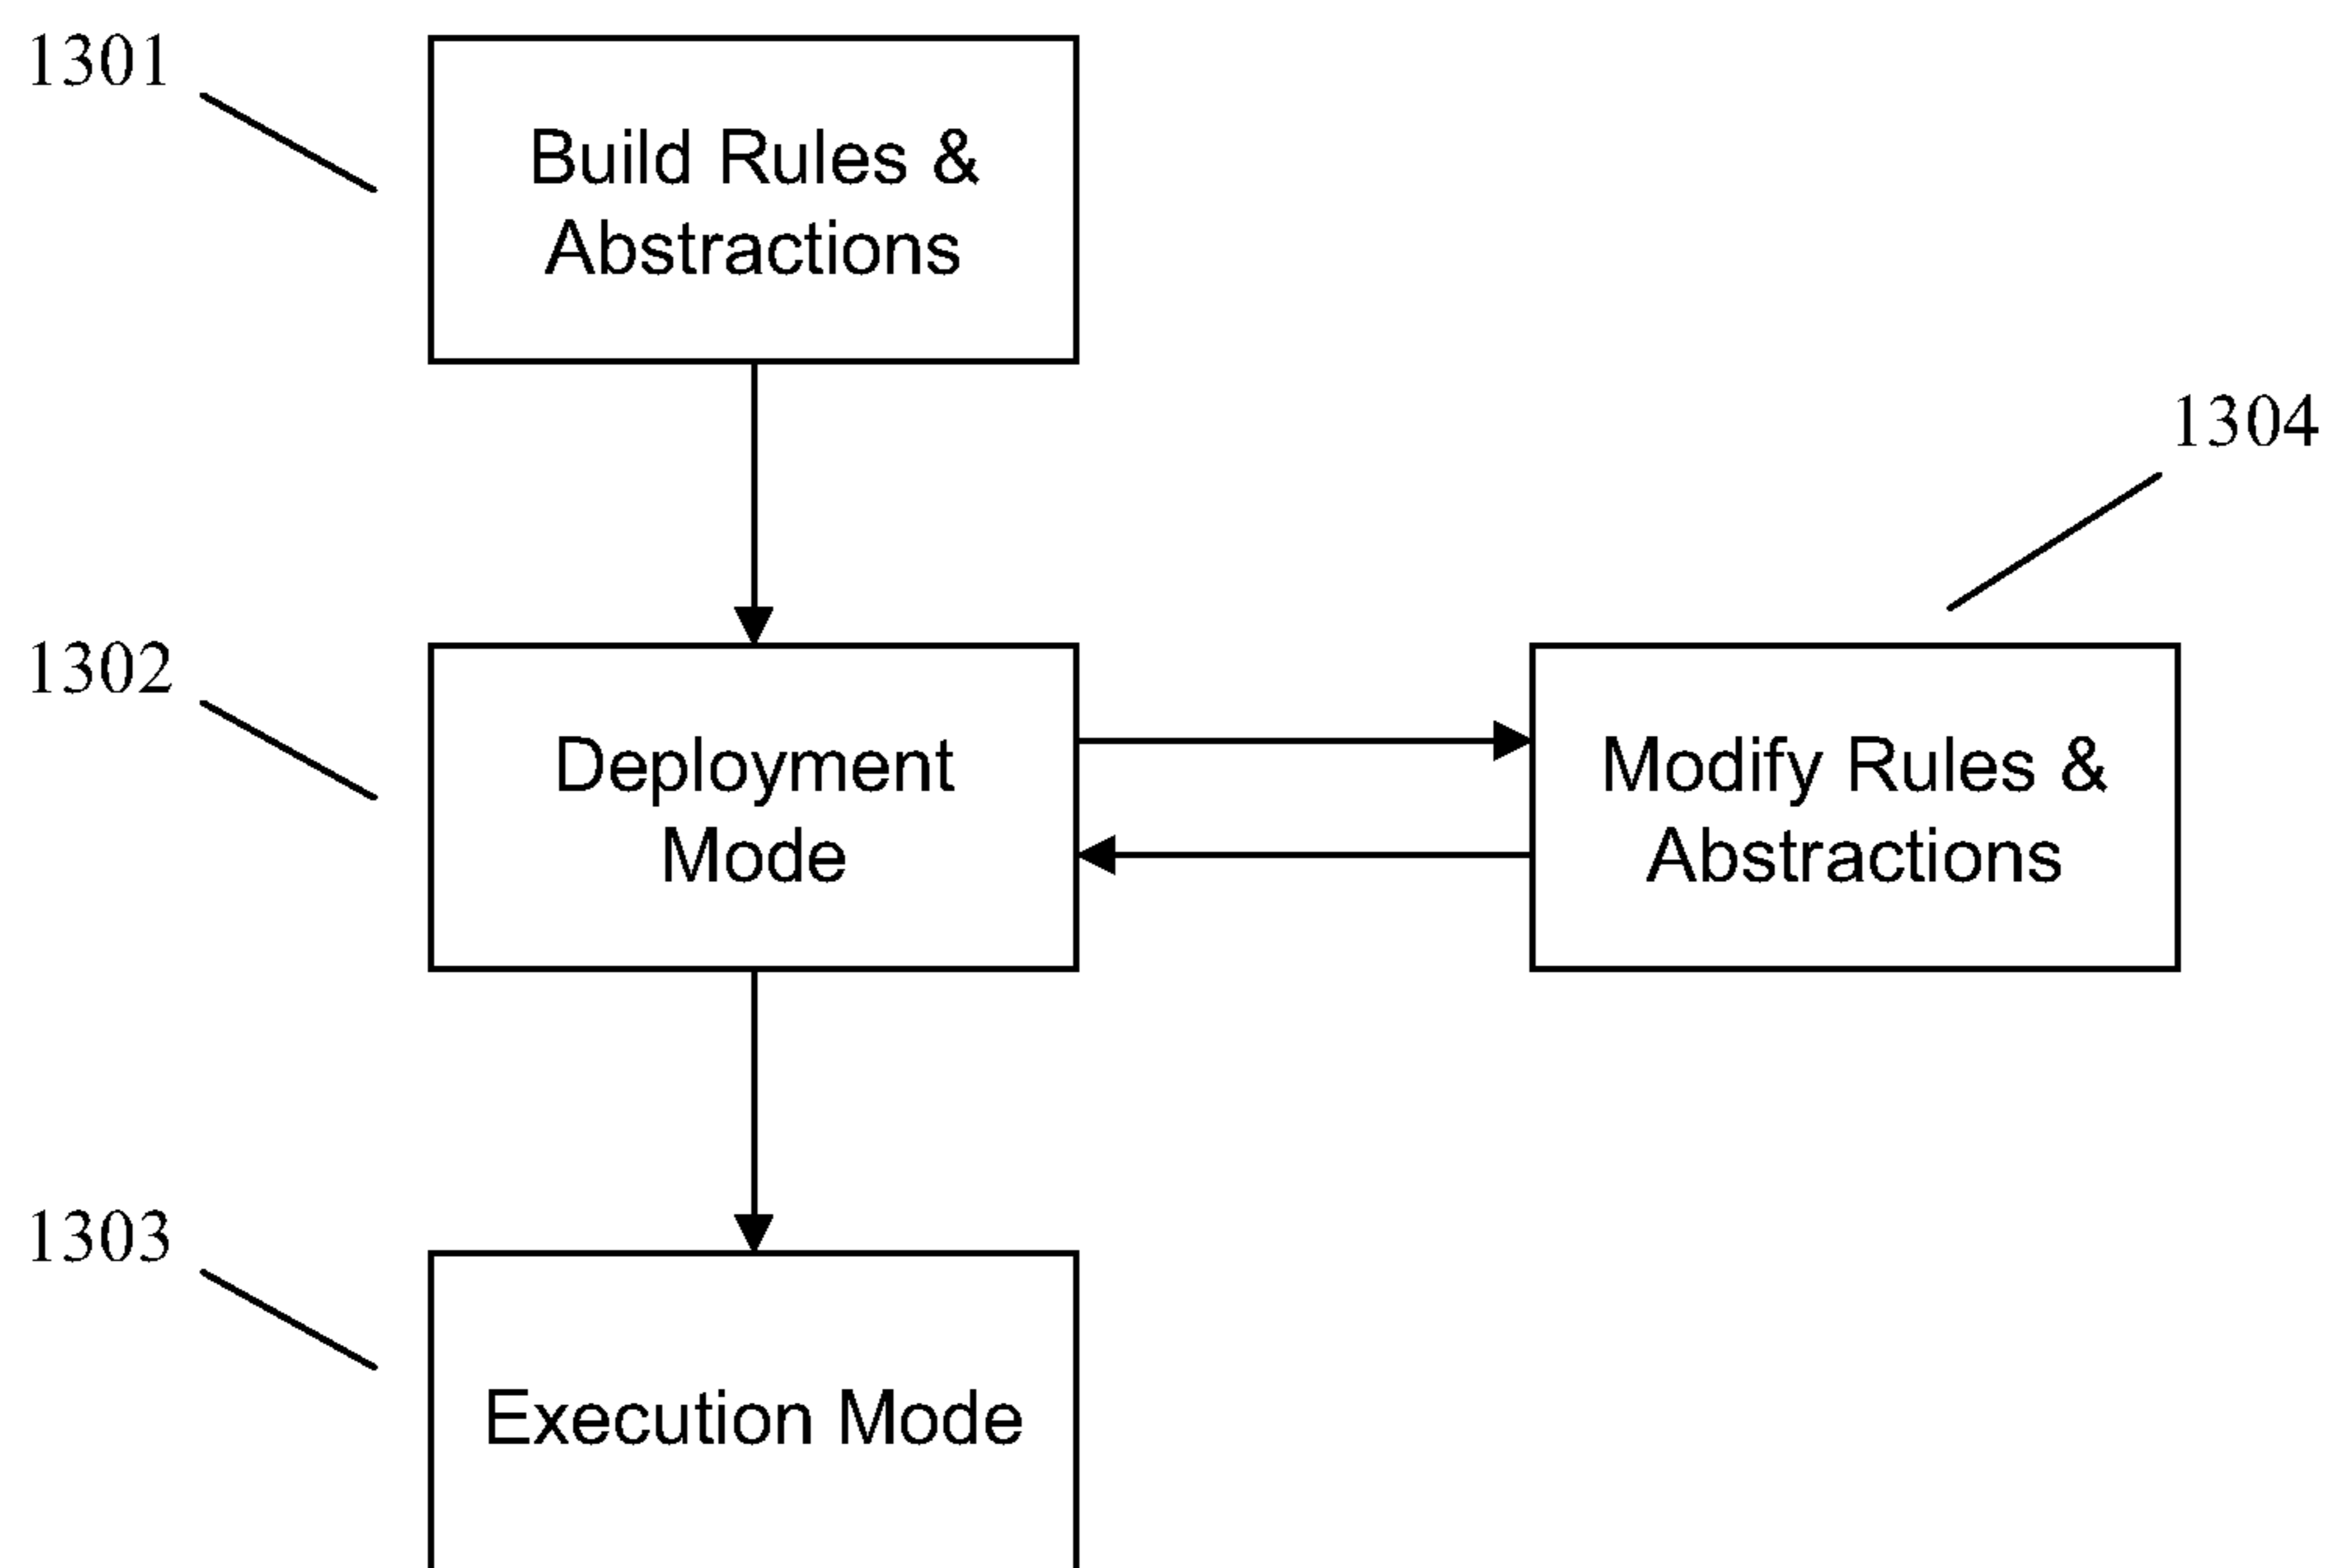 1301
Build Rules &
Abstractions
1304
1302
Deployment
Mode
Modify Rules &
Abstractions
1303
Execution Mode